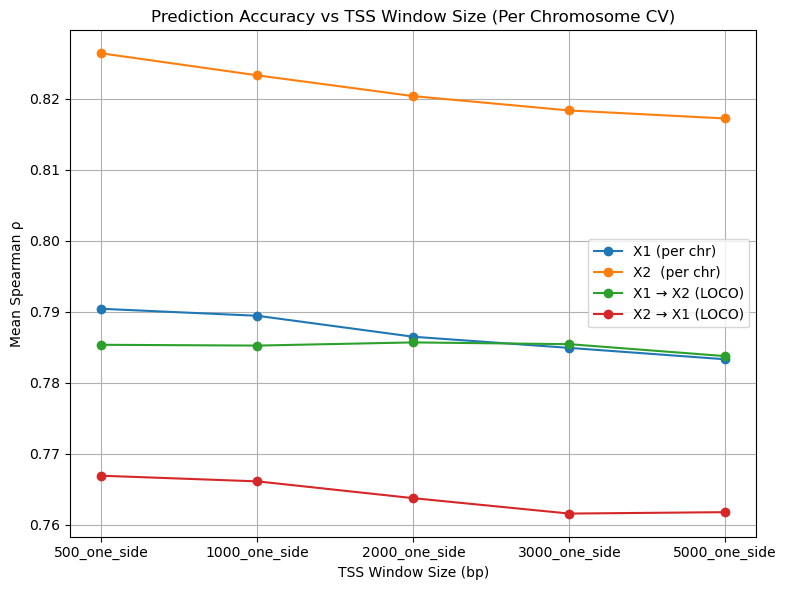 Prediction Accuracy vs TSS Window Size (Per Chromosome CV)
Mean Spearman ρ
0.82
0.81
0.80
0.79
0.78
0.77
0.76
X1 (per chr)
X2  (per chr)
X1 → X2 (LOCO)
X2 → X1 (LOCO)
500_one_side 1000_one_side 2000_one_side 3000_one_side 5000_one_side
TSS Window Size (bp)